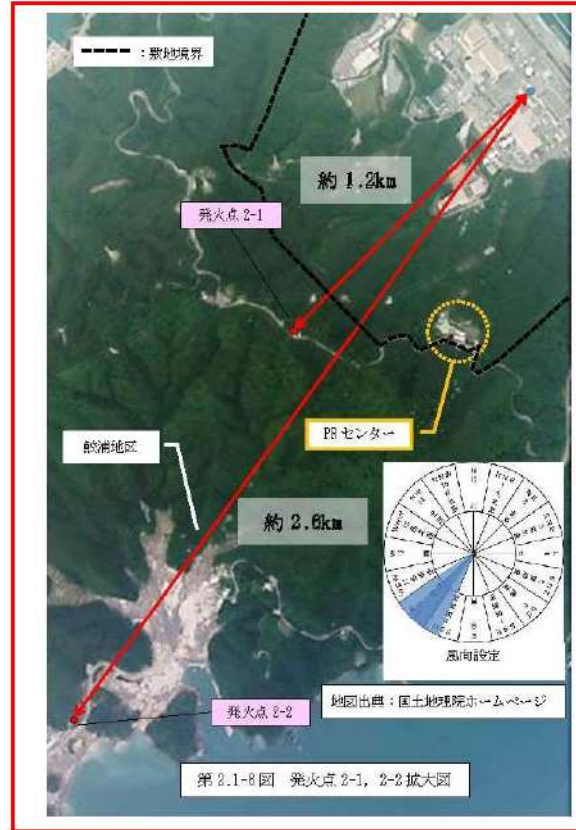 ：敷地境界
約1.2km
発火点 2-1
PRセンター
鮫浦地区
約2.6km
風向設定
地図出典：国土地理院ホームページ
発火点 2-2
第2.1-6図 発火点2-1, 2-2拡大図